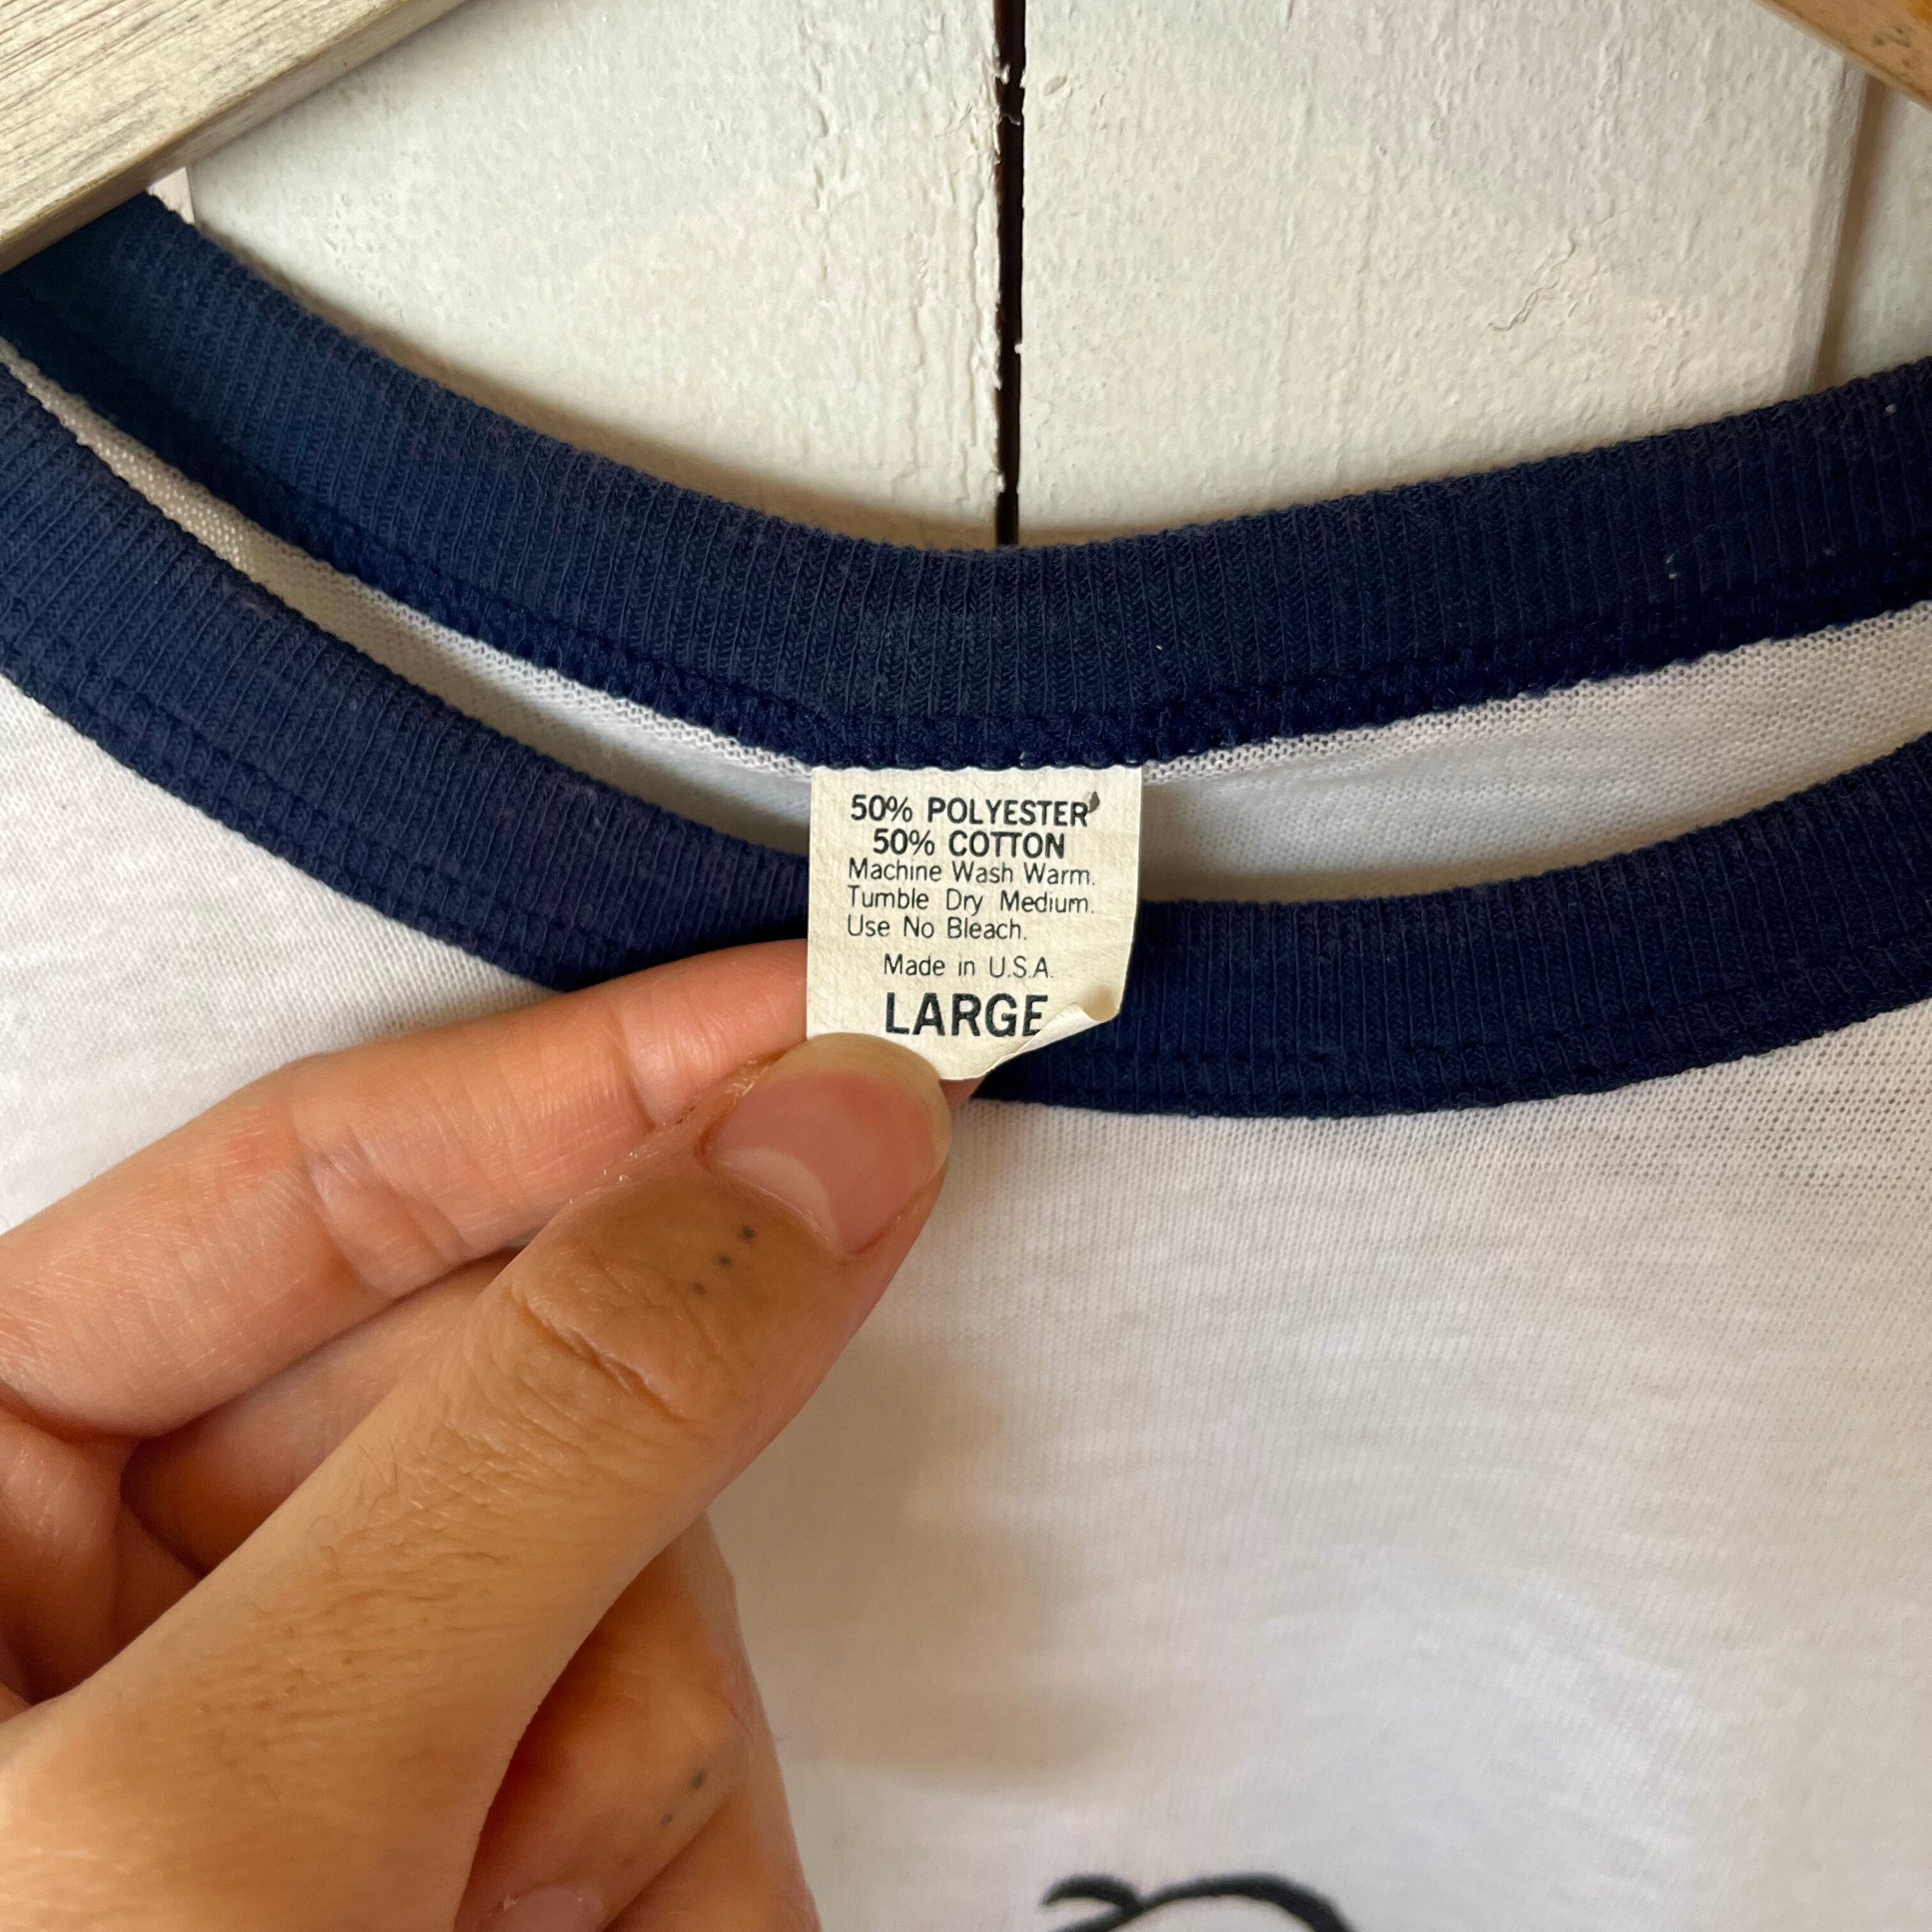 50% POLYESTER
50% COTTON
Machine Wash Warm.
Tumble Dry Medium.
Use No Bleach.
Made in U.S.A.
LARGE